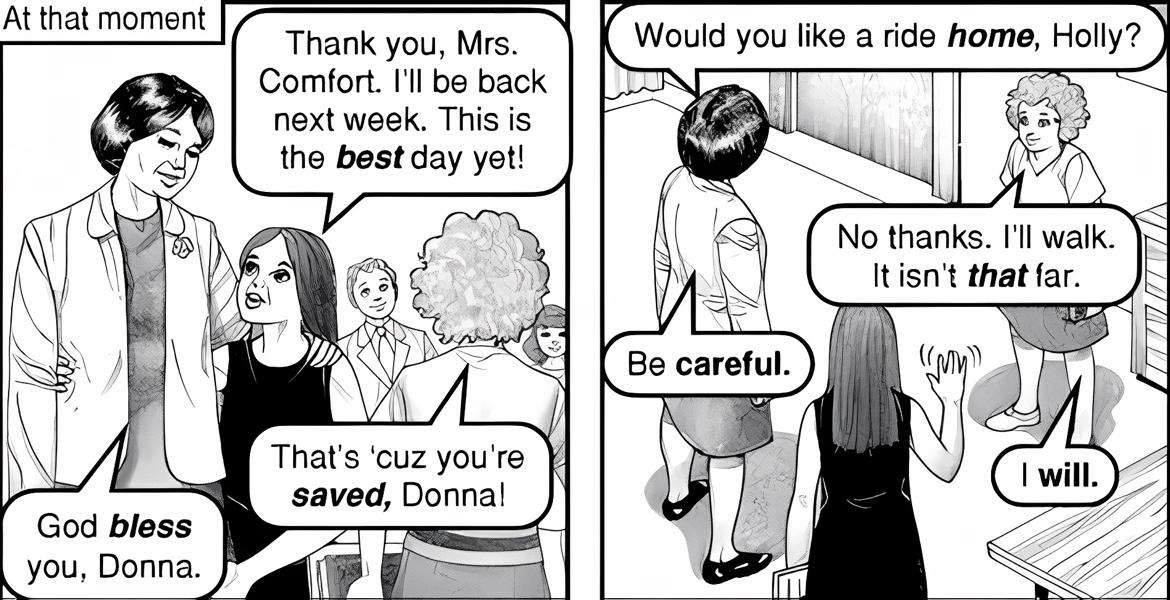 At that moment
Thank you, Mrs.
Comfort. I'll be back
next week. This is
the best day yet!
That's ‘cuz you're
saved, Donna!
God bless
you, Donna.
Would you like a ride home, Holly?
No thanks. I'll walk.
It isn't that far.
Be careful.
I will.